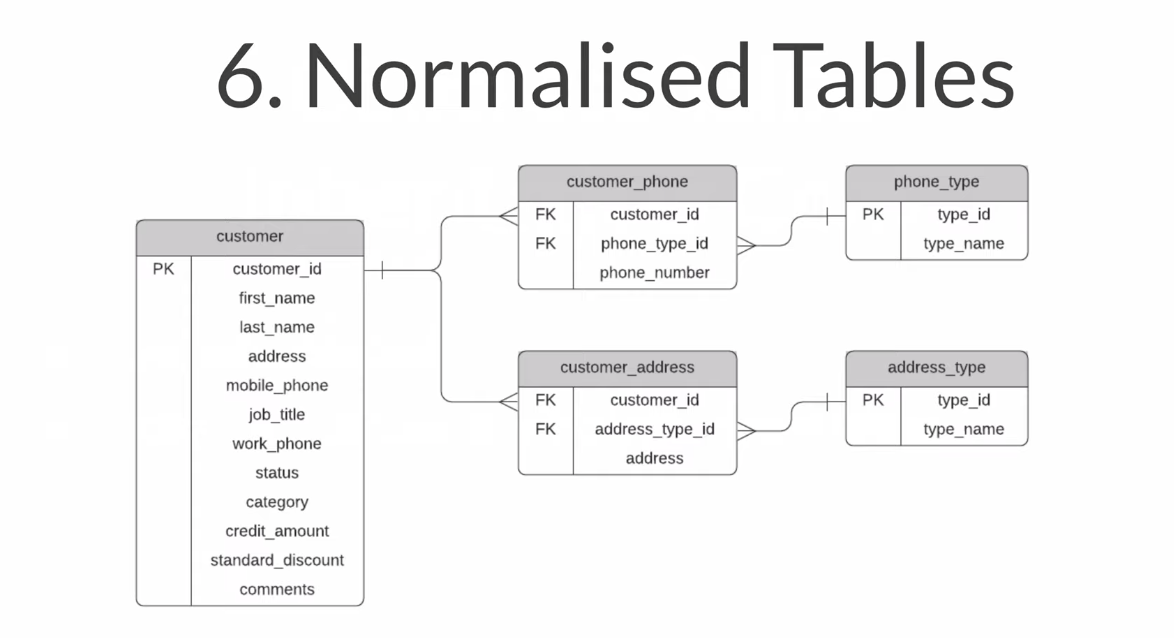 6. Normalised Tables
customer
PK customer_id
first_name
last_name
address
mobile_phone
job_title
work_phone
status
category
credit_amount
standard_discount
comments
customer_phone
FK customer_id
FK phone_type_id
phone_number
phone_type
PK type_id
type_name
customer_address
FK customer_id
FK address_type_id
address
address_type
PK type_id
type_name